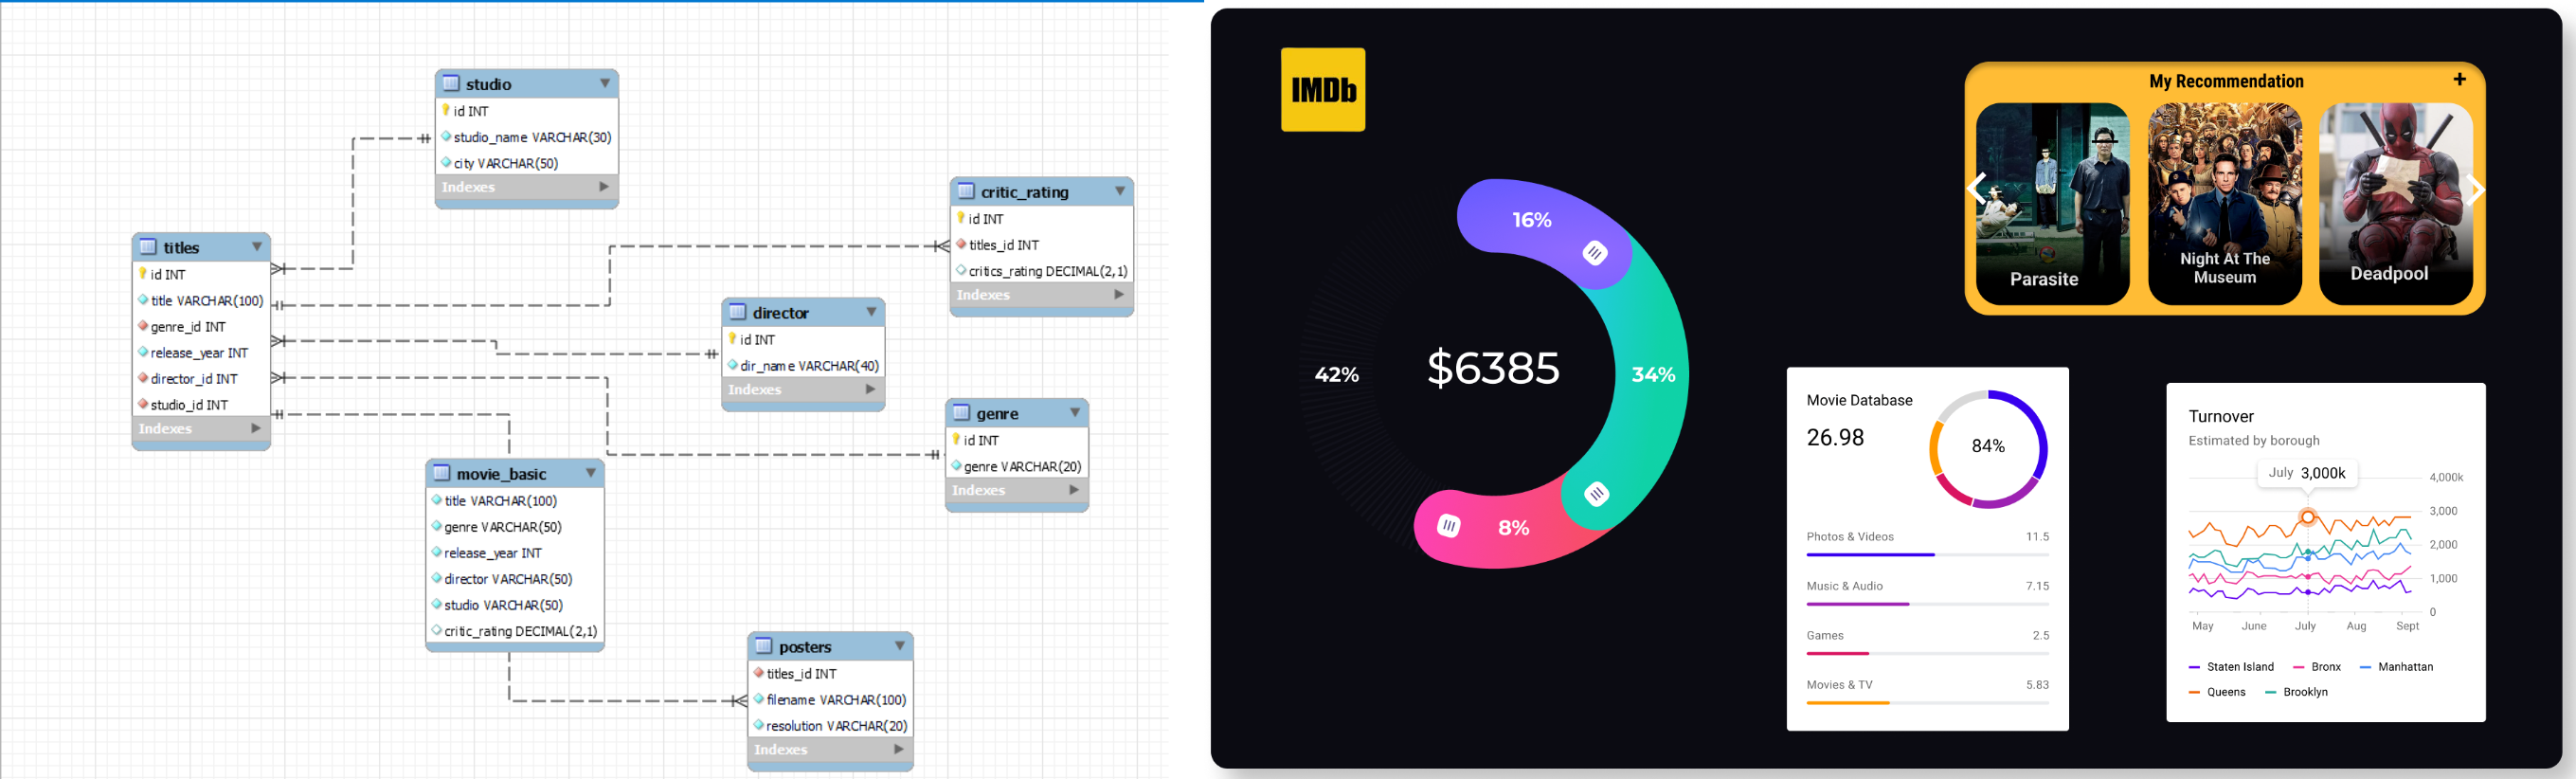 studio
id INT
studio_name VARCHAR(30)
city VARCHAR(50)
Indexes
titles
id INT
title VARCHAR(100)
genre_id INT
release_year INT
director_id INT
studio_id INT
Indexes
critic_rating
id INT
titles_id INT
critics_rating DECIMAL(2,1)
Indexes
director
id INT
dir_name VARCHAR(40)
Indexes
genre
id INT
genre VARCHAR(20)
Indexes
movie_basic
title VARCHAR(100)
genre VARCHAR(50)
release_year INT
director VARCHAR(50)
studio VARCHAR(50)
critic_rating DECIMAL(2,1)
posters
titles_id INT
filename VARCHAR(100)
resolution VARCHAR(20)
Indexes
IMDb
16%
34%
8%
42%
$6385
My Recommendation
+
Parasite
Night At The
Museum
Deadpool
Movie Database
26.98
84%
Photos & Videos 11.5
Music & Audio 7.15
Games 2.5
Movies & TV 5.83
Turnover
Estimated by borough
July 3,000k
4,000k
3,000
2,000
1,000
0
May June July Aug Sept
Staten Island Bronx Manhattan
Queens Brooklyn